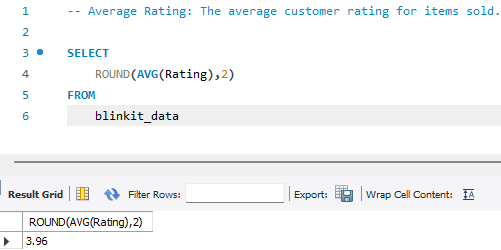 1 -- Average Rating: The average customer rating for items sold.
2
3 SELECT
4 ROUND(AVG(Rating),2)
5 FROM
6 blinkit_data
Result Grid Filter Rows: Export: Wrap Cell Content: IA
ROUND(AVG(Rating),2)
3.96